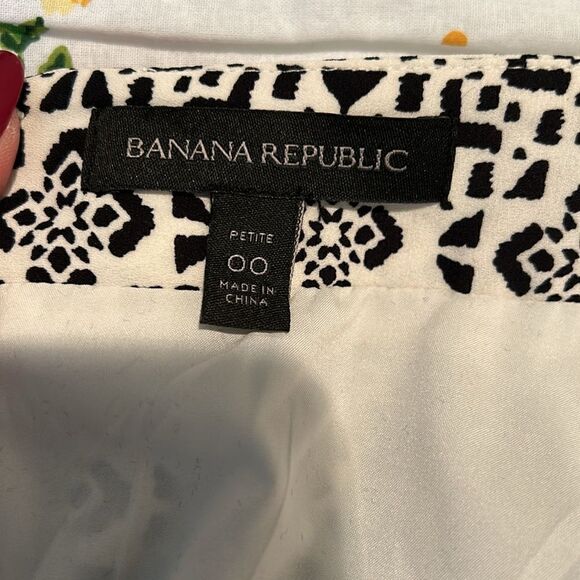 BANANA REPUBLIC
PETITE
00
MADE IN
CHINA